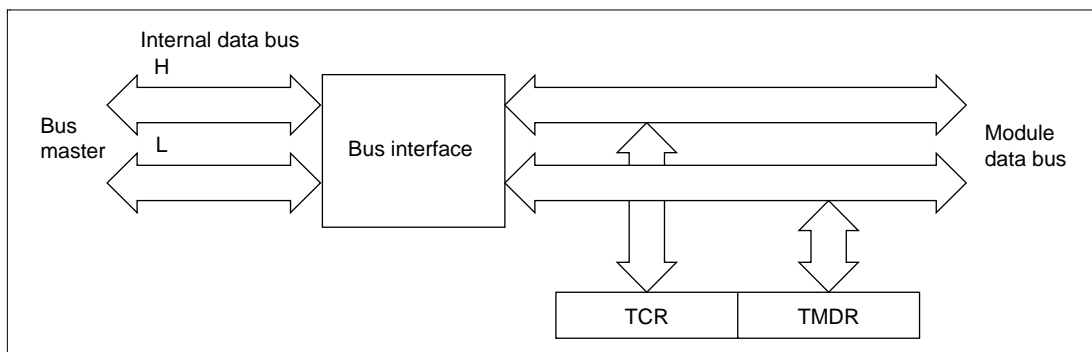 Internal data bus
H
Bus
master
L
Bus interface
Module
data bus
TCR
TMDR